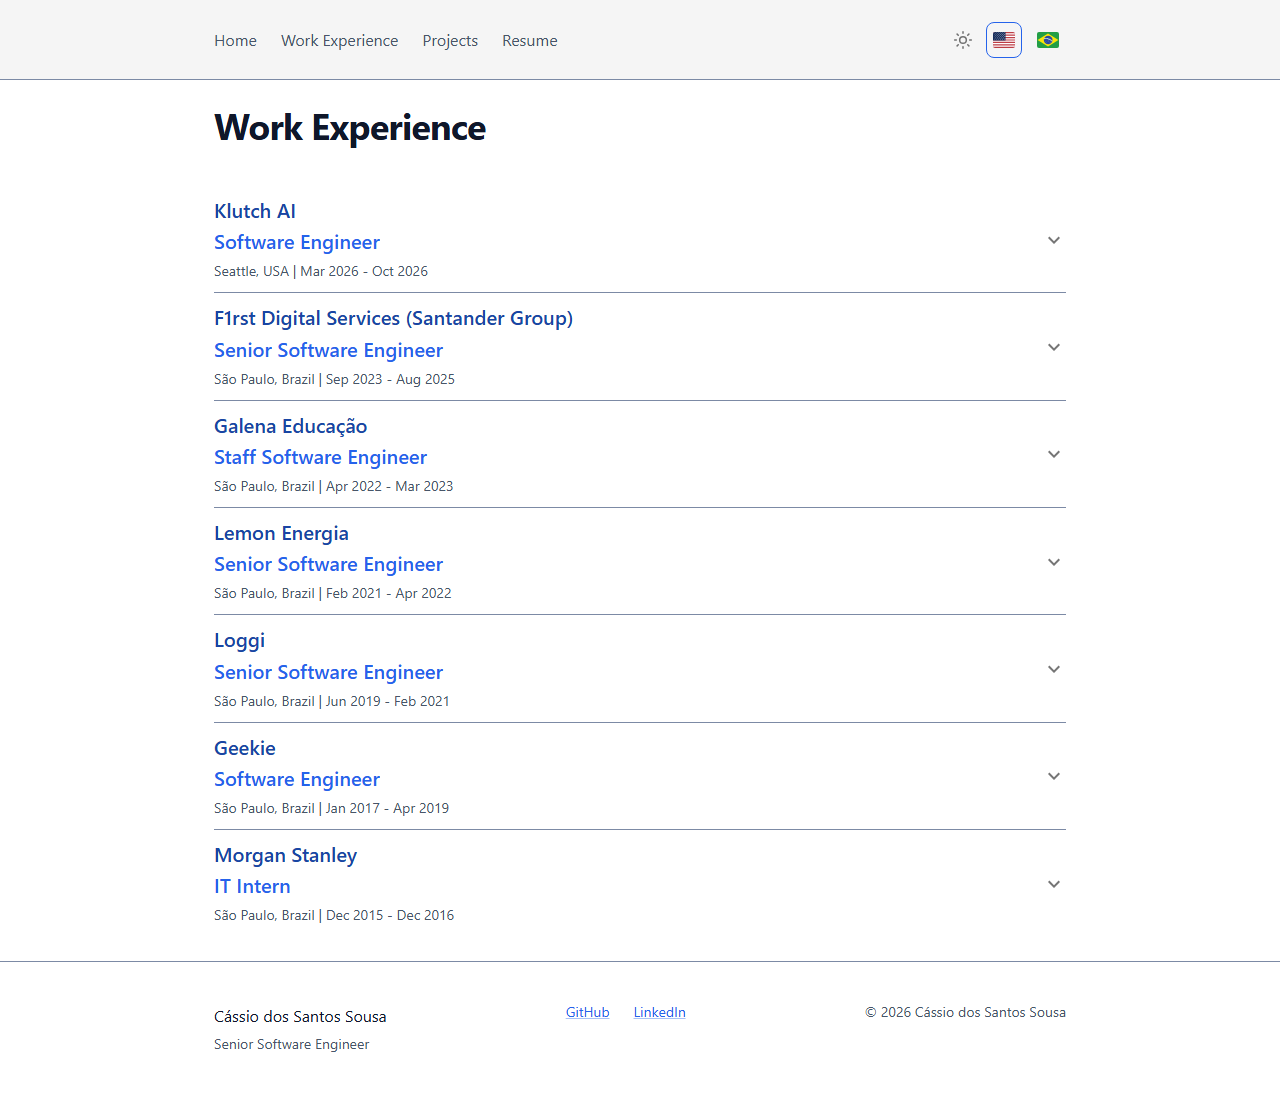 Home Work Experience Projects Resume
Work Experience
Klutch AI
Software Engineer
Seattle, USA | Mar 2026 - Oct 2026
F1rst Digital Services (Santander Group)
Senior Software Engineer
São Paulo, Brazil | Sep 2023 - Aug 2025
Galena Educação
Staff Software Engineer
São Paulo, Brazil | Apr 2022 - Mar 2023
Lemon Energia
Senior Software Engineer
São Paulo, Brazil | Feb 2021 - Apr 2022
Loggi
Senior Software Engineer
São Paulo, Brazil | Jun 2019 - Feb 2021
Geekie
Software Engineer
São Paulo, Brazil | Jan 2017 - Apr 2019
Morgan Stanley
IT Intern
São Paulo, Brazil | Dec 2015 - Dec 2016
Cássio dos Santos Sousa
Senior Software Engineer
GitHub LinkedIn
© 2026 Cássio dos Santos Sousa